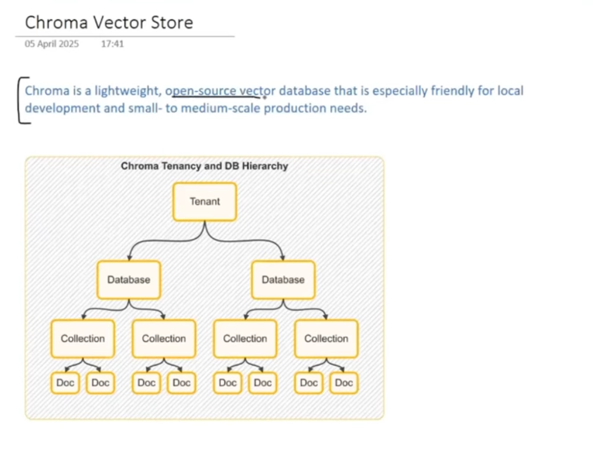 Chroma Vector Store
05 April 2025 17:41
Chroma is a lightweight, open-source vector database that is especially friendly for local
development and small- to medium-scale production needs.
Chroma Tenancy and DB Hierarchy
Tenant
Database Database
Collection Collection Collection Collection
Doc Doc Doc Doc Doc Doc Doc Doc